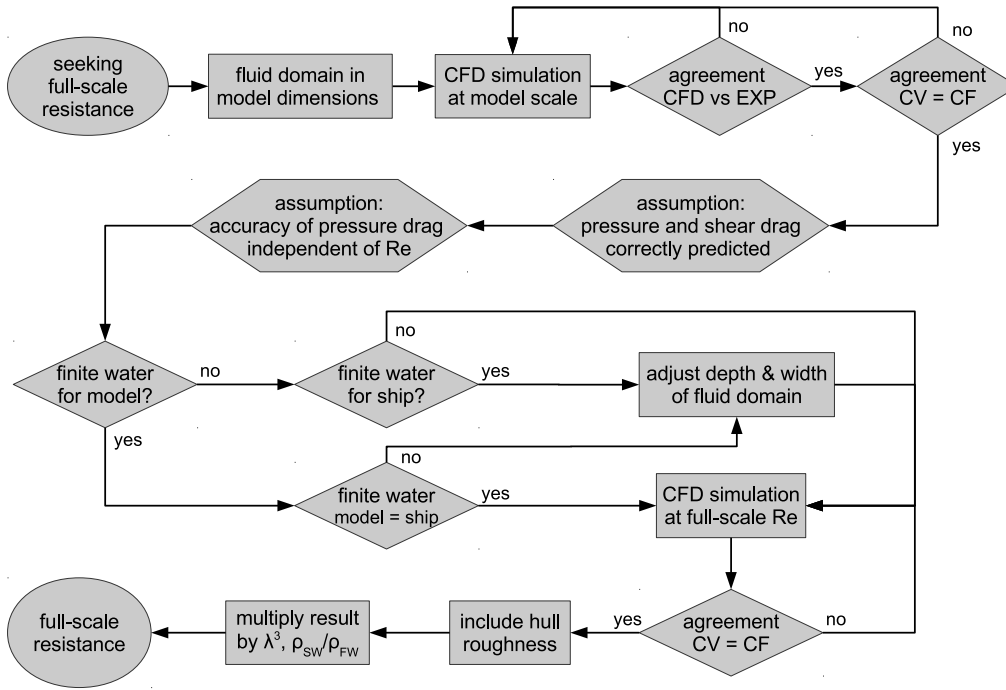 seeking
full-scale
resistance
fluid domain in
model dimensions
CFD simulation
at model scale
no
agreement
CFD vs EXP
yes
no
agreement
CV = CF
yes
assumption:
accuracy of pressure drag
independent of Re
assumption:
pressure and shear drag
correctly predicted
finite water
for model?
no
yes
finite water
for ship?
no
yes
adjust depth & width
of fluid domain
no
finite water
model = ship
yes
CFD simulation
at full-scale Re
full-scale
resistance
multiply result
by λ³, ρSW/ρFW
include hull
roughness
yes
agreement
CV = CF
no